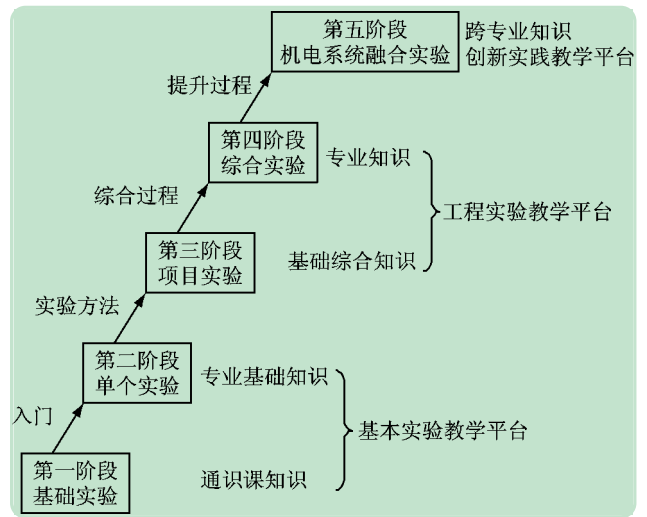 第五阶段
机电系统融合实验
跨专业知识
创新实践教学平台
提升过程
第四阶段
综合实验
专业知识
综合过程
工程实验教学平台
第三阶段
项目实验
基础综合知识
实验方法
第二阶段
单个实验
专业基础知识
入门
基本实验教学平台
第一阶段
基础实验
通识课知识